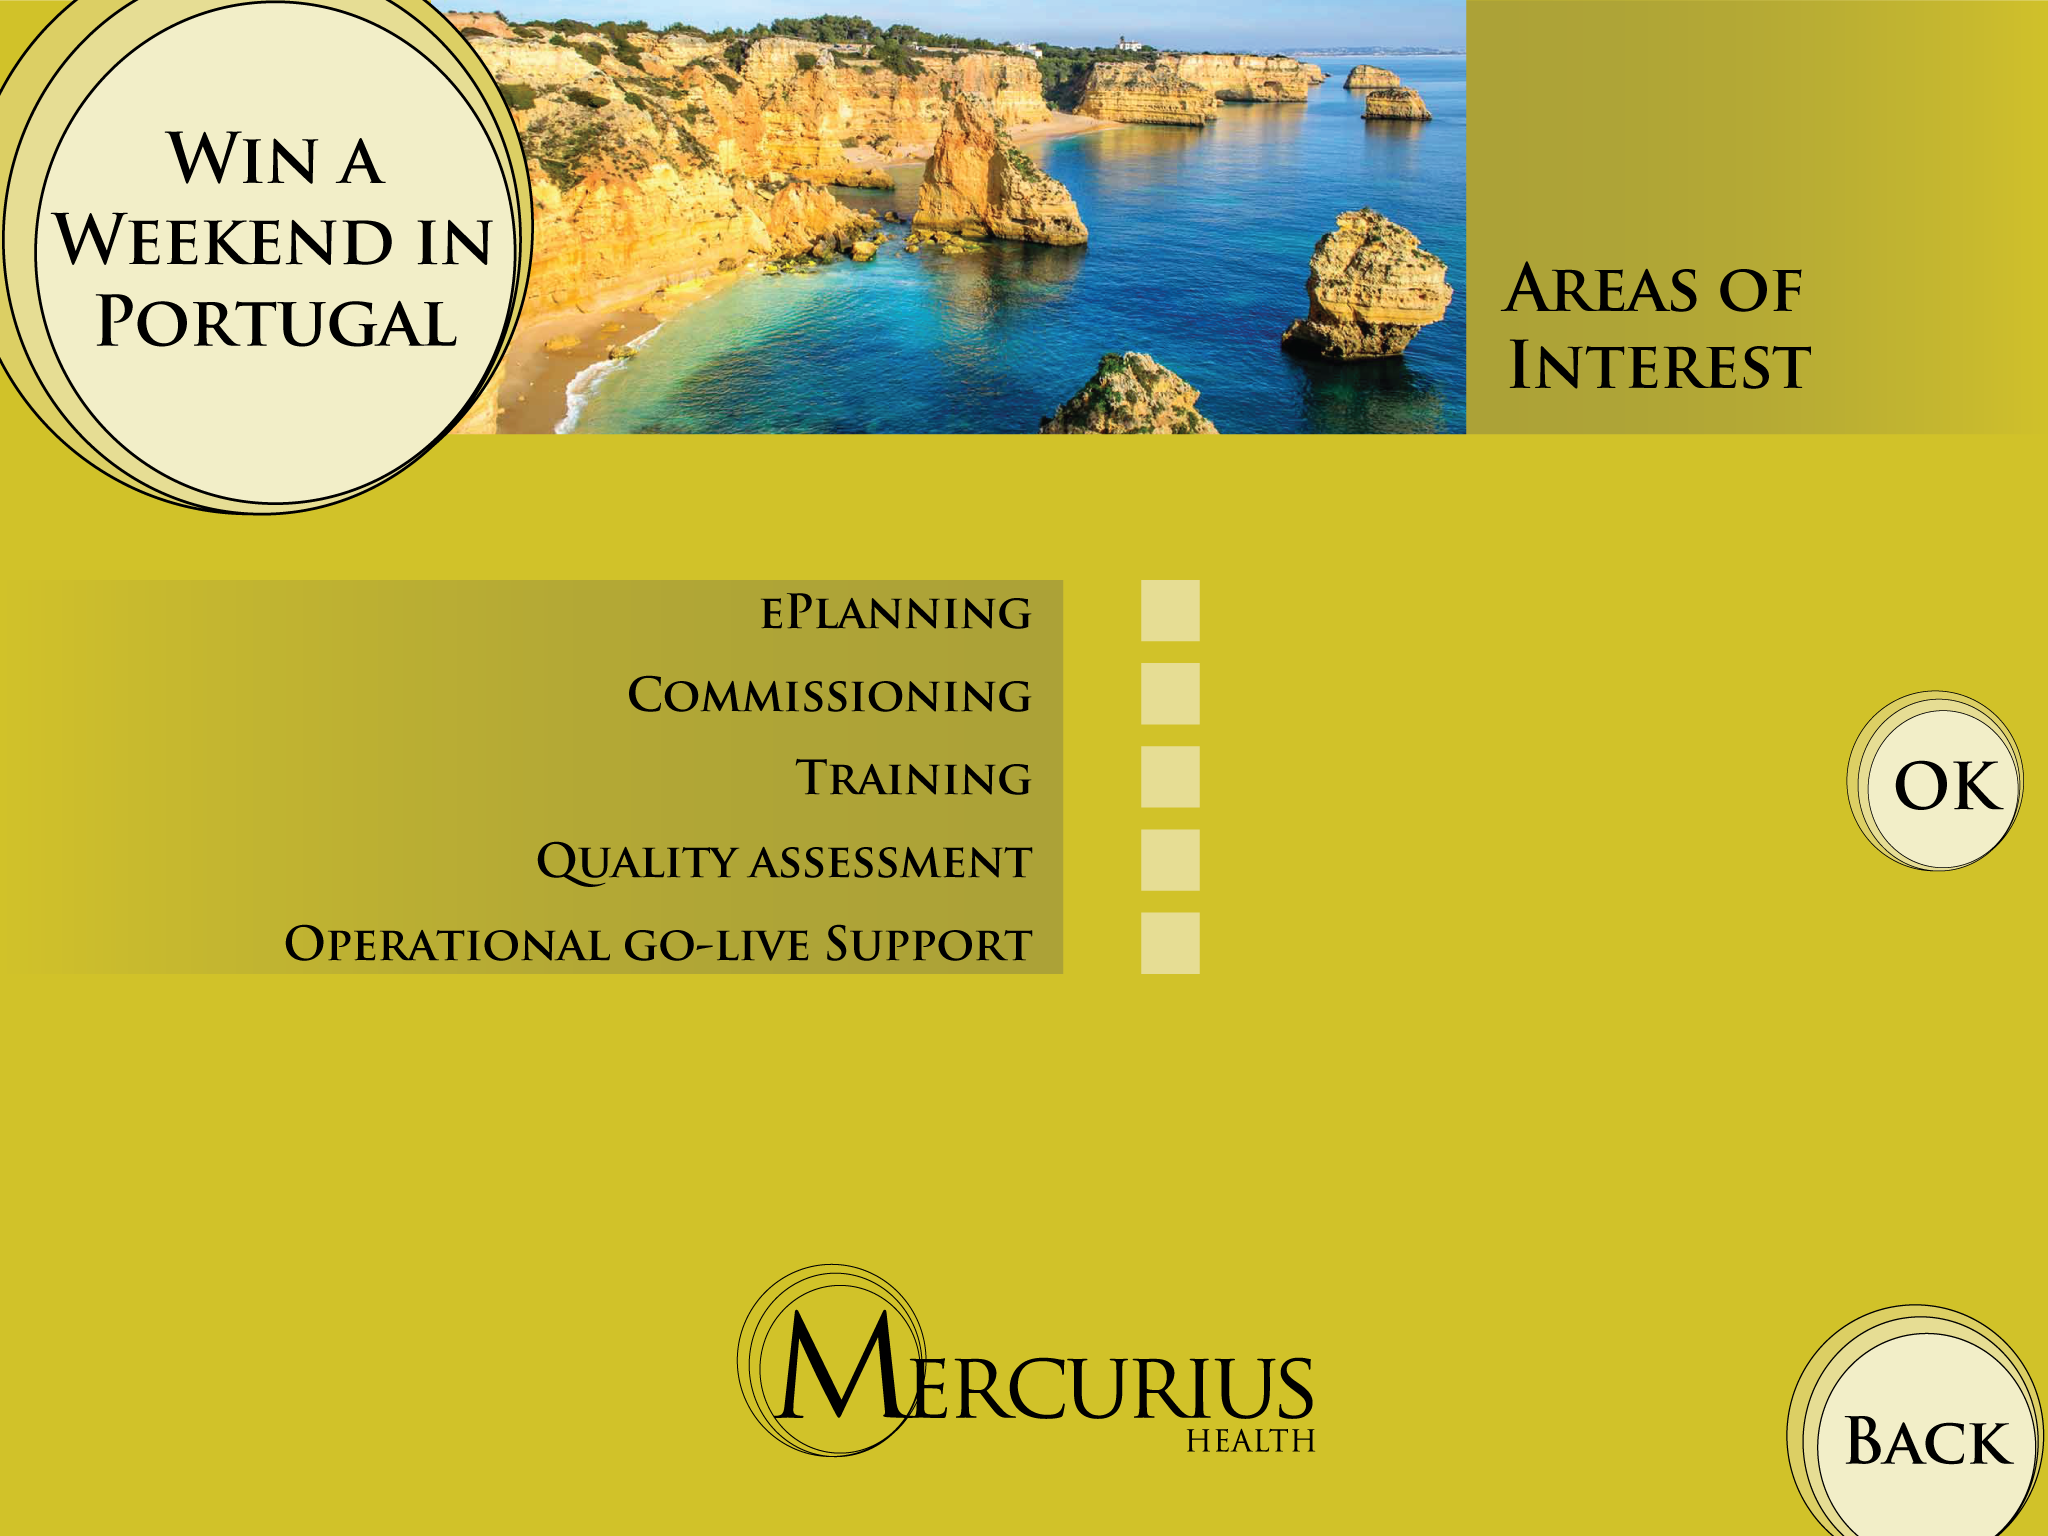 Win a
Weekend in
Portugal
Areas of
Interest
ePlanning
Commissioning
Training
Quality assessment
Operational go-live Support
OK
Mercurius
Health
Back